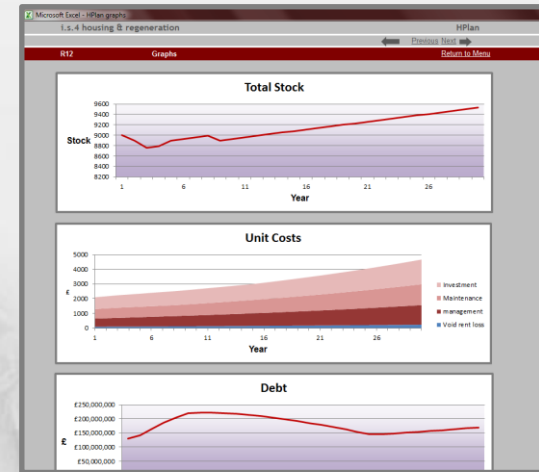 Microsoft Excel - HPlan graphs
i.s.4 housing & regeneration HPlan
Previous Next
R12 Graphs Return to Menu
Total Stock
9600
9400
9200
9000
8800
8600
8400
8200
Stock
1 6 11 16 21 26
Year
Unit Costs
5000
4000
3000
2000
1000
0
£
1 6 11 16 21 26
Year
Investment
Maintenance
management
Void rent loss
Debt
£250,000,000
£200,000,000
£150,000,000
£100,000,000
£50,000,000
£